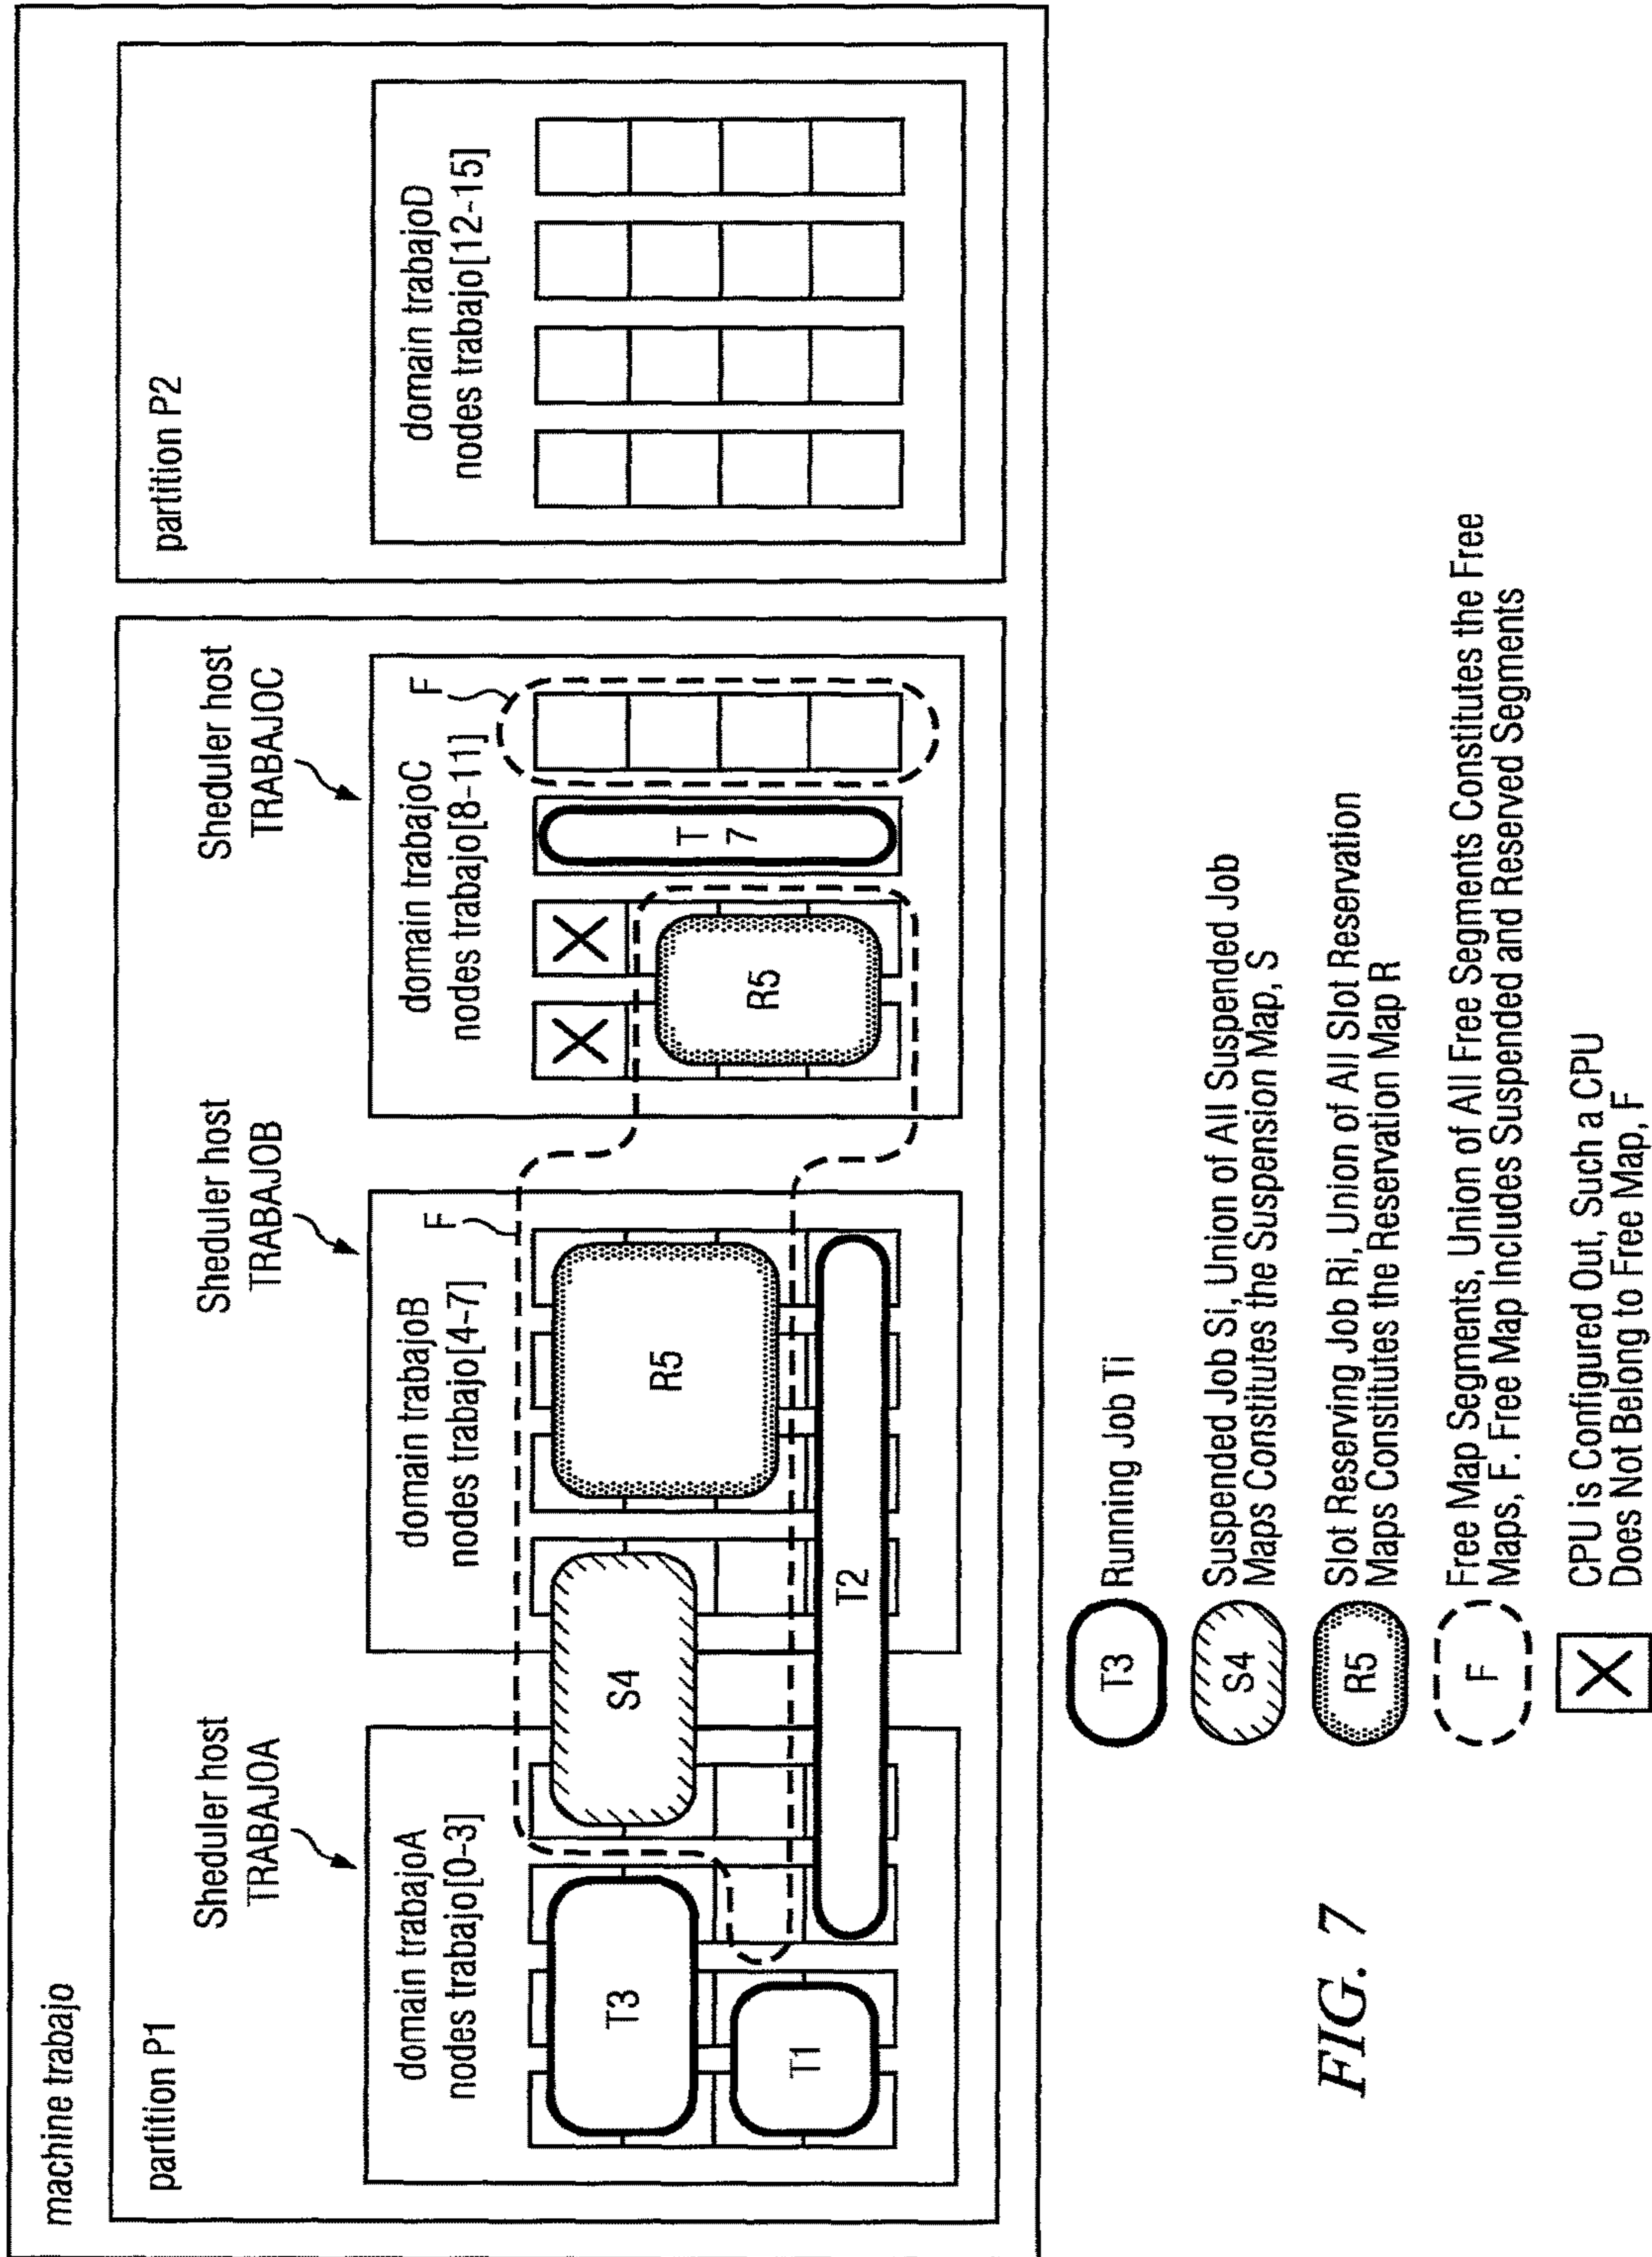 machine trabajo
partition P1
partition P2
Sheduler host
TRABAJOA
Sheduler host
TRABAJOB
Sheduler host
TRABAJOC
domain trabajoA
nodes trabajo[0-3]
domain trabajoB
nodes trabajo[4-7]
domain trabajoC
nodes trabajo[8-11]
domain trabajoD
nodes trabajo[12-15]
F
F
T3
T1
S4
T2
R5
R5
T
7
T3
Running Job Ti
S4
Suspended Job Si, Union of All Suspended Job
Maps Constitutes the Suspension Map, S
R5
Slot Reserving Job Ri, Union of All Slot Reservation
Maps Constitutes the Reservation Map R
F
Free Map Segments, Union of All Free Segments Constitutes the Free
Maps, F. Free Map Includes Suspended and Reserved Segments
CPU is Configured Out, Such a CPU
Does Not Belong to Free Map, F
FIG. 7